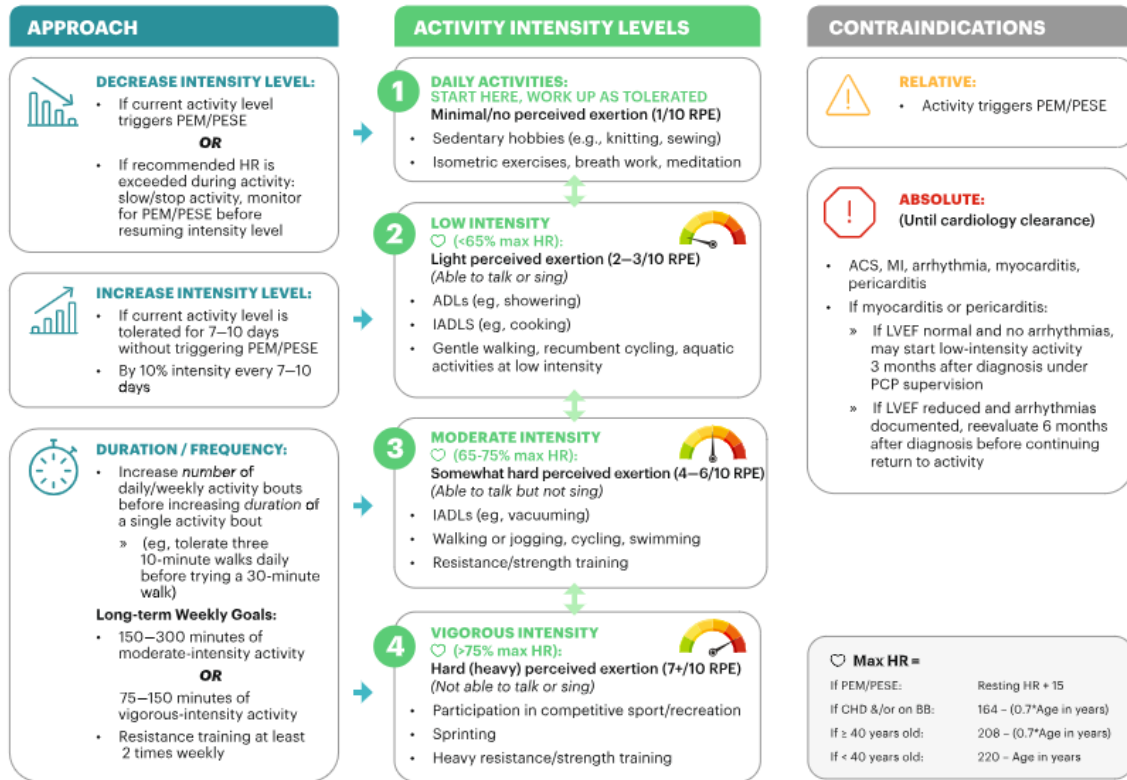 APPROACH
DECREASE INTENSITY LEVEL:
• If current activity level
triggers PEM/PESE
OR
• If recommended HR is
exceeded during activity:
slow/stop activity, monitor
for PEM/PESE before
resuming intensity level
INCREASE INTENSITY LEVEL:
• If current activity level is
tolerated for 7–10 days
without triggering PEM/PESE
• By 10% intensity every 7–10
days
DURATION / FREQUENCY:
• Increase number of
daily/weekly activity bouts
before increasing duration of
a single activity bout
» (eg, tolerate three
10-minute walks daily
before trying a 30-minute
walk)
Long-term Weekly Goals:
• 150–300 minutes of
moderate-intensity activity
OR
75–150 minutes of
vigorous-intensity activity
• Resistance training at least
2 times weekly
ACTIVITY INTENSITY LEVELS
1
DAILY ACTIVITIES:
START HERE, WORK UP AS TOLERATED
Minimal/no perceived exertion (1/10 RPE)
• Sedentary hobbies (e.g., knitting, sewing)
• Isometric exercises, breath work, meditation
2
LOW INTENSITY
(<65% max HR):
Light perceived exertion (2–3/10 RPE)
(Able to talk or sing)
• ADLs (eg, showering)
• IADLS (eg, cooking)
• Gentle walking, recumbent cycling, aquatic
activities at low intensity
3
MODERATE INTENSITY
(65-75% max HR):
Somewhat hard perceived exertion (4–6/10 RPE)
(Able to talk but not sing)
• IADLs (eg, vacuuming)
• Walking or jogging, cycling, swimming
• Resistance/strength training
4
VIGOROUS INTENSITY
(>75% max HR):
Hard (heavy) perceived exertion (7+/10 RPE)
(Not able to talk or sing)
• Participation in competitive sport/recreation
• Sprinting
• Heavy resistance/strength training
CONTRAINDICATIONS
RELATIVE:
• Activity triggers PEM/PESE
ABSOLUTE:
(Until cardiology clearance)
• ACS, MI, arrhythmia, myocarditis,
pericarditis
• If myocarditis or pericarditis:
» If LVEF normal and no arrhythmias,
may start low-intensity activity
3 months after diagnosis under
PCP supervision
» If LVEF reduced and arrhythmias
documented, reevaluate 6 months
after diagnosis before continuing
return to activity
Max HR =
If PEM/PESE: Resting HR + 15
If CHD &/or on BB: 164 – (0.7*Age in years)
If ≥ 40 years old: 208 – (0.7*Age in years)
If < 40 years old: 220 – Age in years